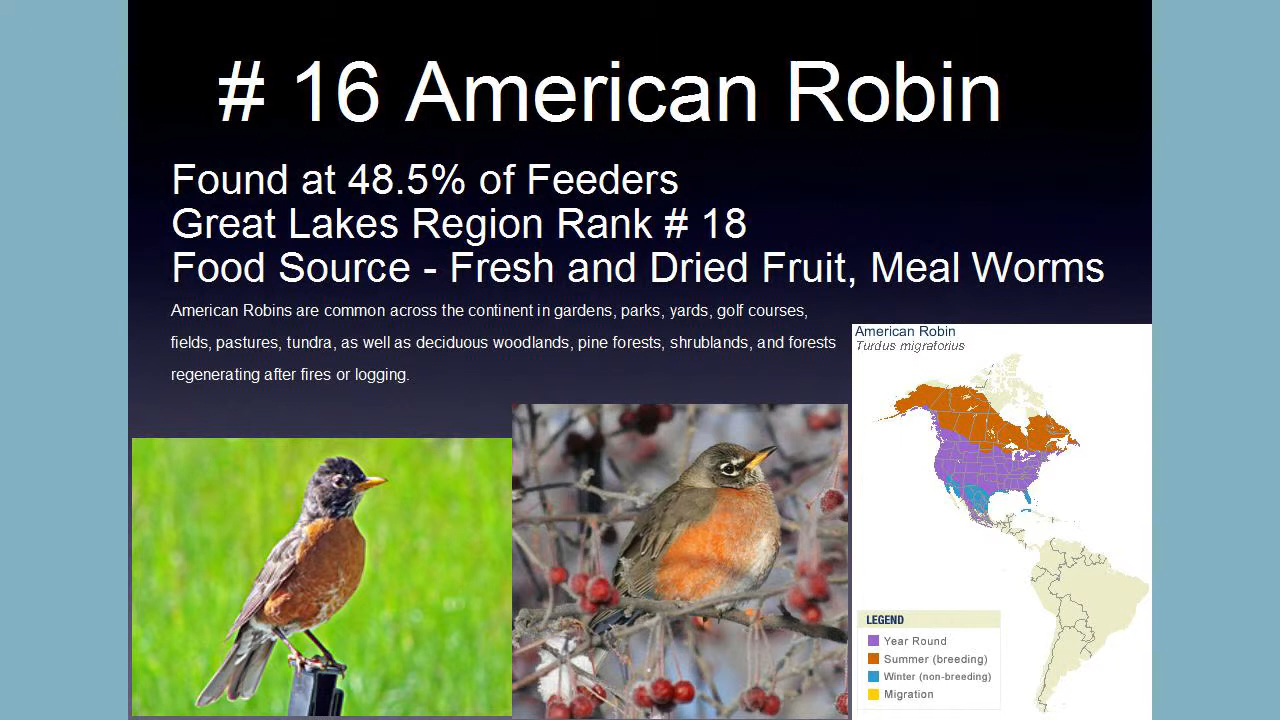 # 16 American Robin
Found at 48.5% of Feeders
Great Lakes Region Rank # 18
Food Source - Fresh and Dried Fruit, Meal Worms
American Robins are common across the continent in gardens, parks, yards, golf courses,
fields, pastures, tundra, as well as deciduous woodlands, pine forests, shrublands, and forests
regenerating after fires or logging.
American Robin
Turdus migratorius
LEGEND
Year Round
Summer (breeding)
Winter (non-breeding)
Migration